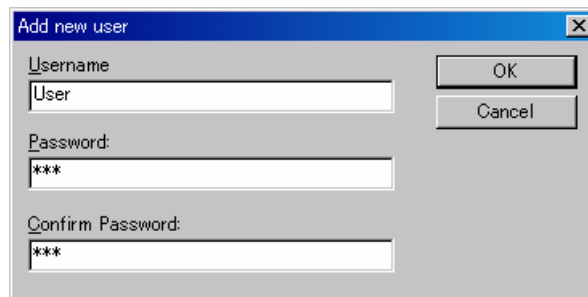 Add new user
Username
User
OK
Cancel
Password:
***
Confirm Password:
***